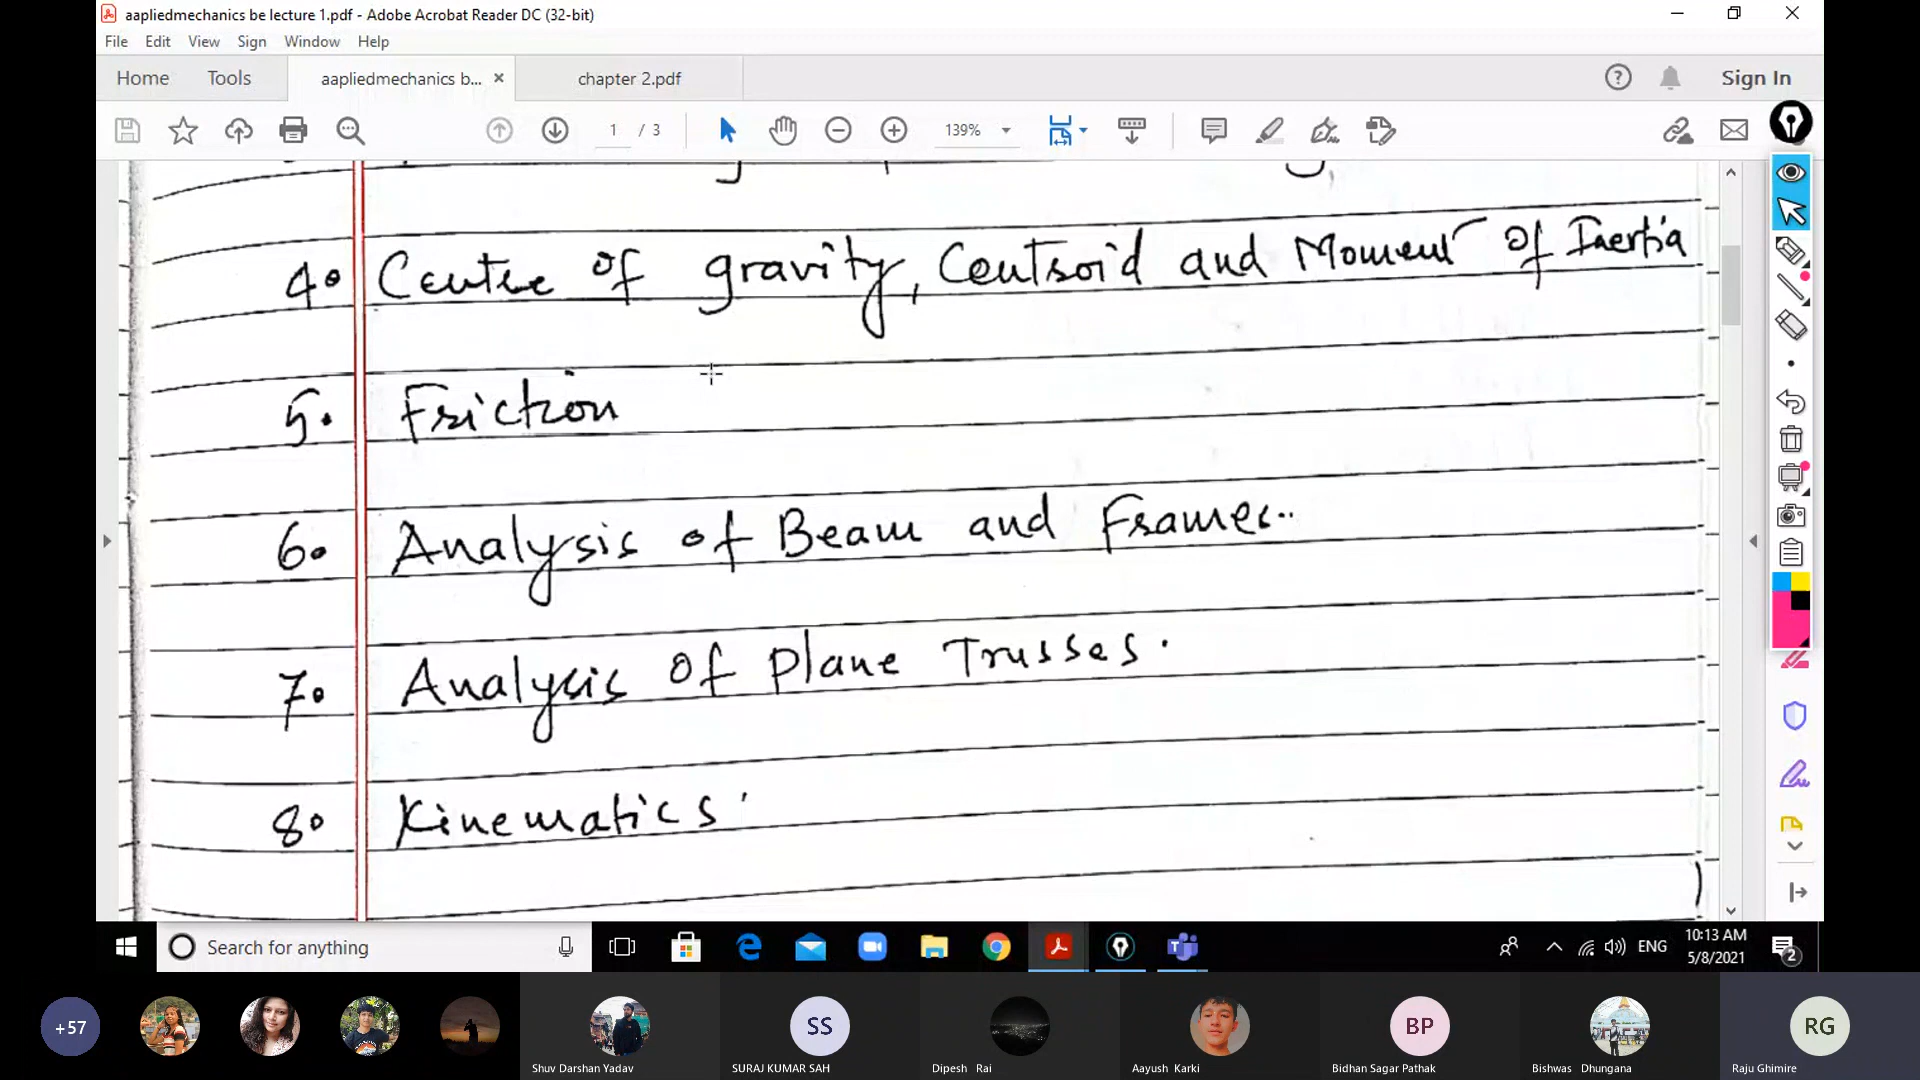 aapliedmechanics be lecture 1.pdf - Adobe Acrobat Reader DC (32-bit)
File Edit View Sign Window Help
Home Tools aapliedmechanics b... × chapter 2.pdf Sign In
1 / 3 139%
4. Centre of gravity, Centroid and Moment of Inertia
5. Friction
6. Analysis of Beam and Frames..
7. Analysis of Plane Trusses.
8. Kinematics
Search for anything ENG 10:13 AM
5/8/2021 2
+57 SS BP RG
Shuv Darshan Yadav SURAJ KUMAR SAH Dipesh Rai Aayush Karki Bidhan Sagar Pathak Bishwas Dhungana Raju Ghimire